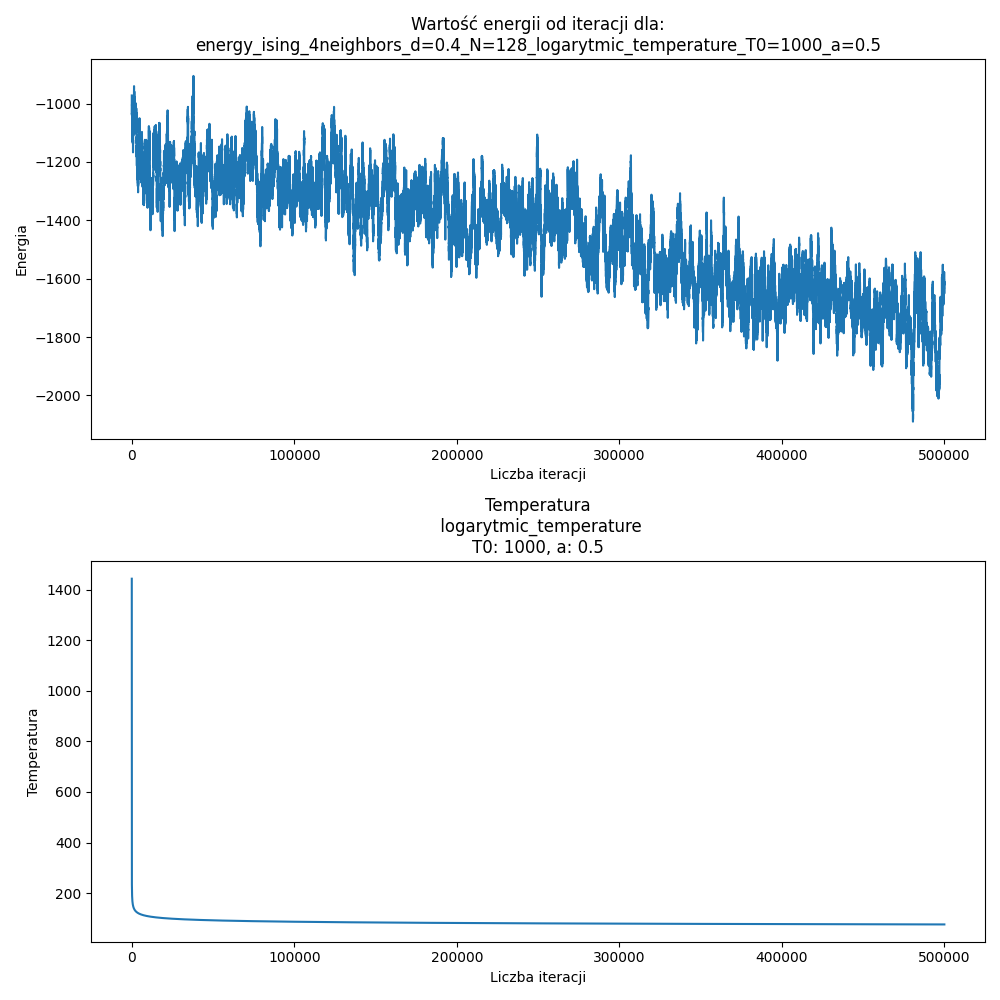 Wartość energii od iteracji dla:
energy_ising_4neighbors_d=0.4_N=128_logarytmic_temperature_T0=1000_a=0.5
−1000
−1200
−1400
−1600
−1800
−2000
Energia
0 100000 200000 300000 400000 500000
Liczba iteracji
Temperatura
logarytmic_temperature
T0: 1000, a: 0.5
1400
1200
1000
800
600
400
200
Temperatura
0 100000 200000 300000 400000 500000
Liczba iteracji